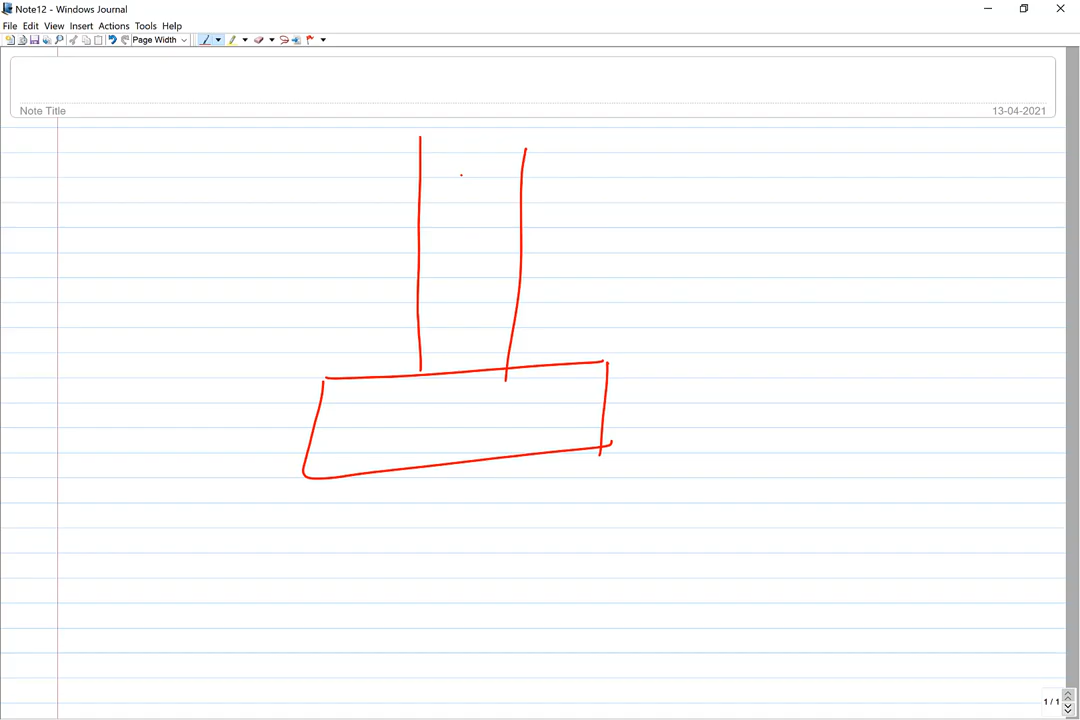 Note12 - Windows Journal
File Edit View Insert Actions Tools Help
Page Width
Note Title 13-04-2021
1 / 1